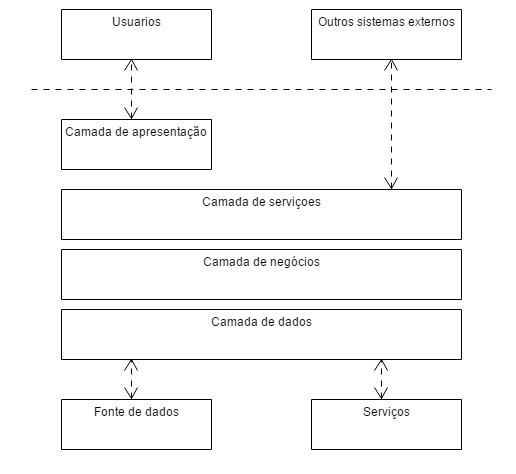 Usuarios
Outros sistemas externos
Camada de apresentação
Camada de serviçoes
Camada de negócios
Camada de dados
Fonte de dados
Serviços